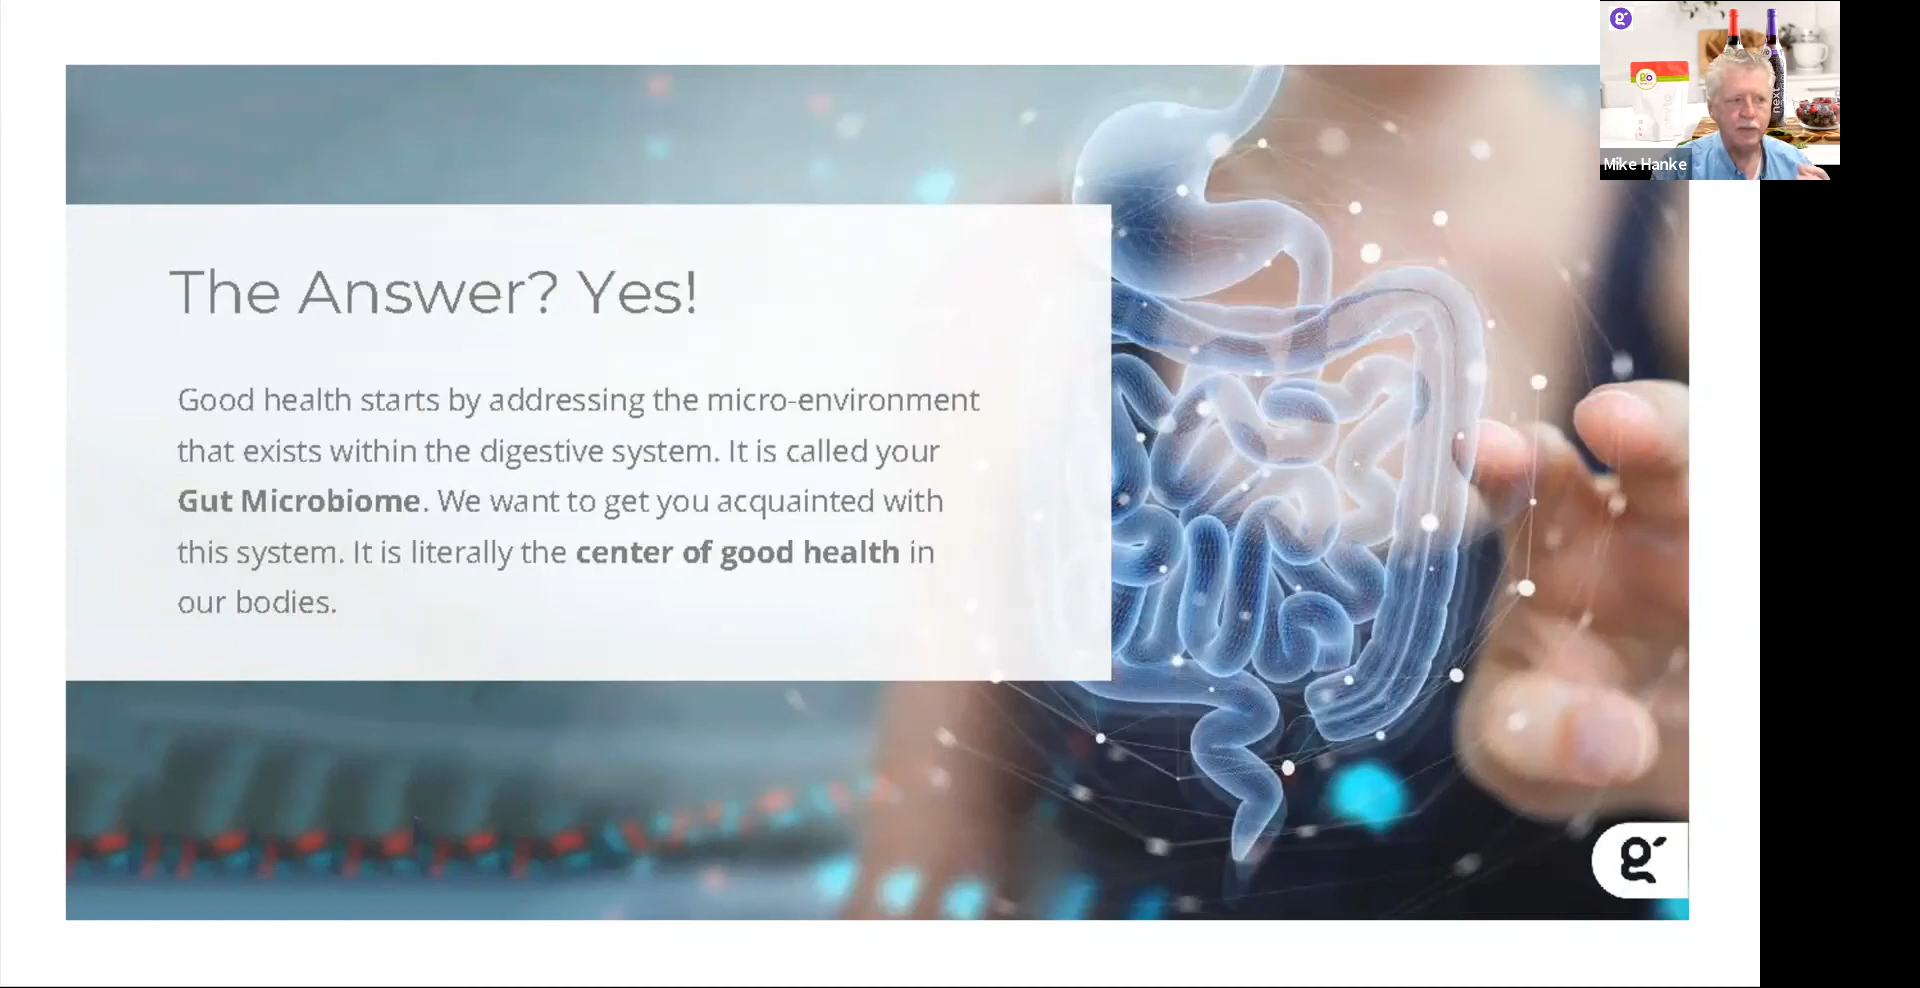 The Answer? Yes!
Good health starts by addressing the micro-environment
that exists within the digestive system. It is called your
Gut Microbiome. We want to get you acquainted with
this system. It is literally the center of good health in
our bodies.
Mike Hanke
next
g